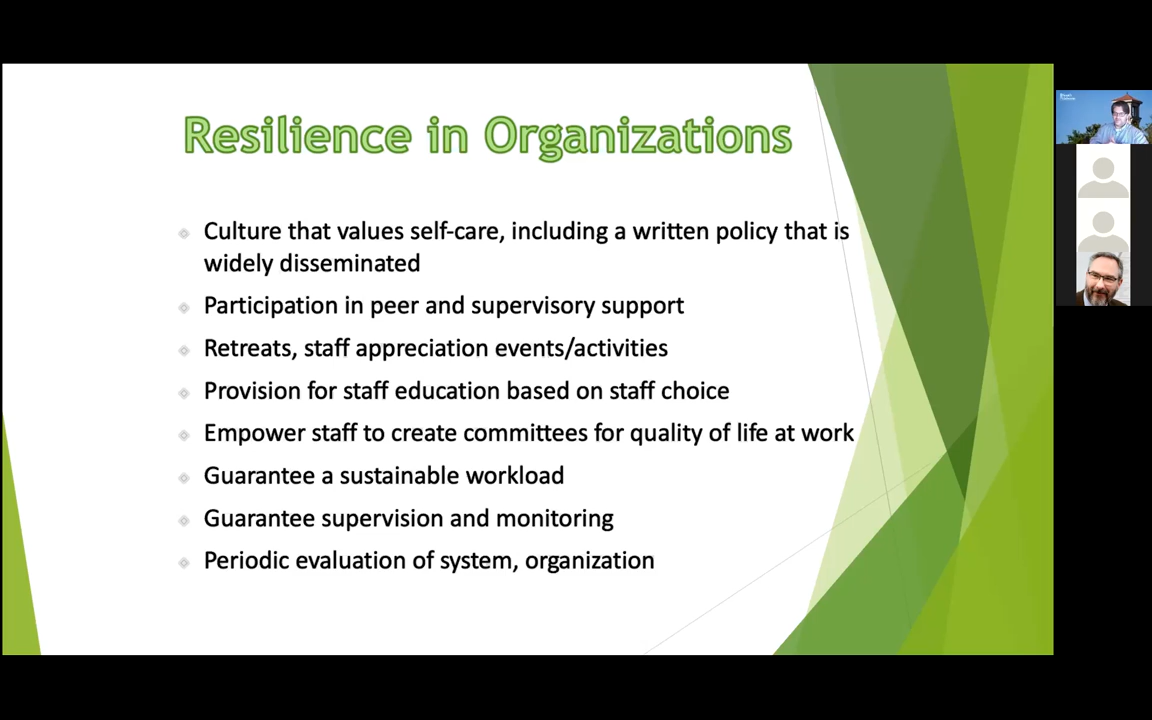 Resilience in Organizations
Culture that values self-care, including a written policy that is
widely disseminated
Participation in peer and supervisory support
Retreats, staff appreciation events/activities
Provision for staff education based on staff choice
Empower staff to create committees for quality of life at work
Guarantee a sustainable workload
Guarantee supervision and monitoring
Periodic evaluation of system, organization